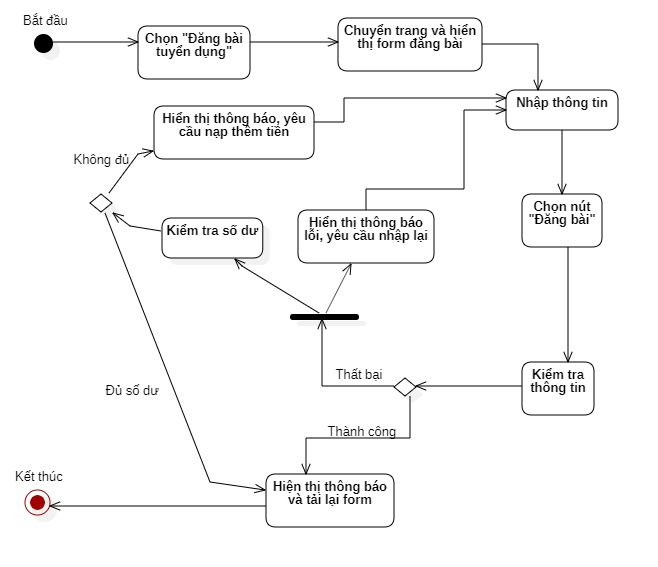 Bắt đầu
Chọn "Đăng bài
tuyển dụng"
Chuyển trang và hiển
thị form đăng bài
Nhập thông tin
Hiển thị thông báo, yêu
cầu nạp thêm tiền
Không đủ
Chọn nút
"Đăng bài"
Kiểm tra số dư
Hiển thị thông báo
lỗi, yêu cầu nhập lại
Thất bại
Kiểm tra
thông tin
Đủ số dư
Thành công
Kết thúc
Hiện thị thông báo
và tải lại form